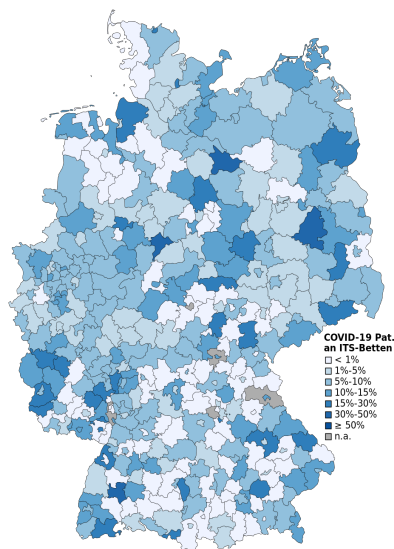 COVID-19 Pat.
an ITS-Betten
< 1%
1%-5%
5%-10%
10%-15%
15%-30%
30%-50%
≥ 50%
n.a.